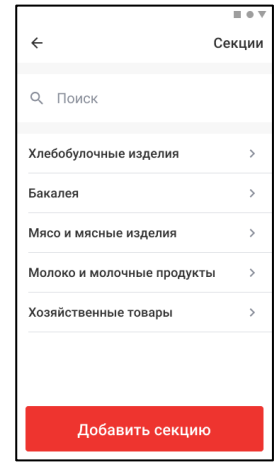 Секции
Поиск
Хлебобулочные изделия
Бакалея
Мясо и мясные изделия
Молоко и молочные продукты
Хозяйственные товары
Добавить секцию